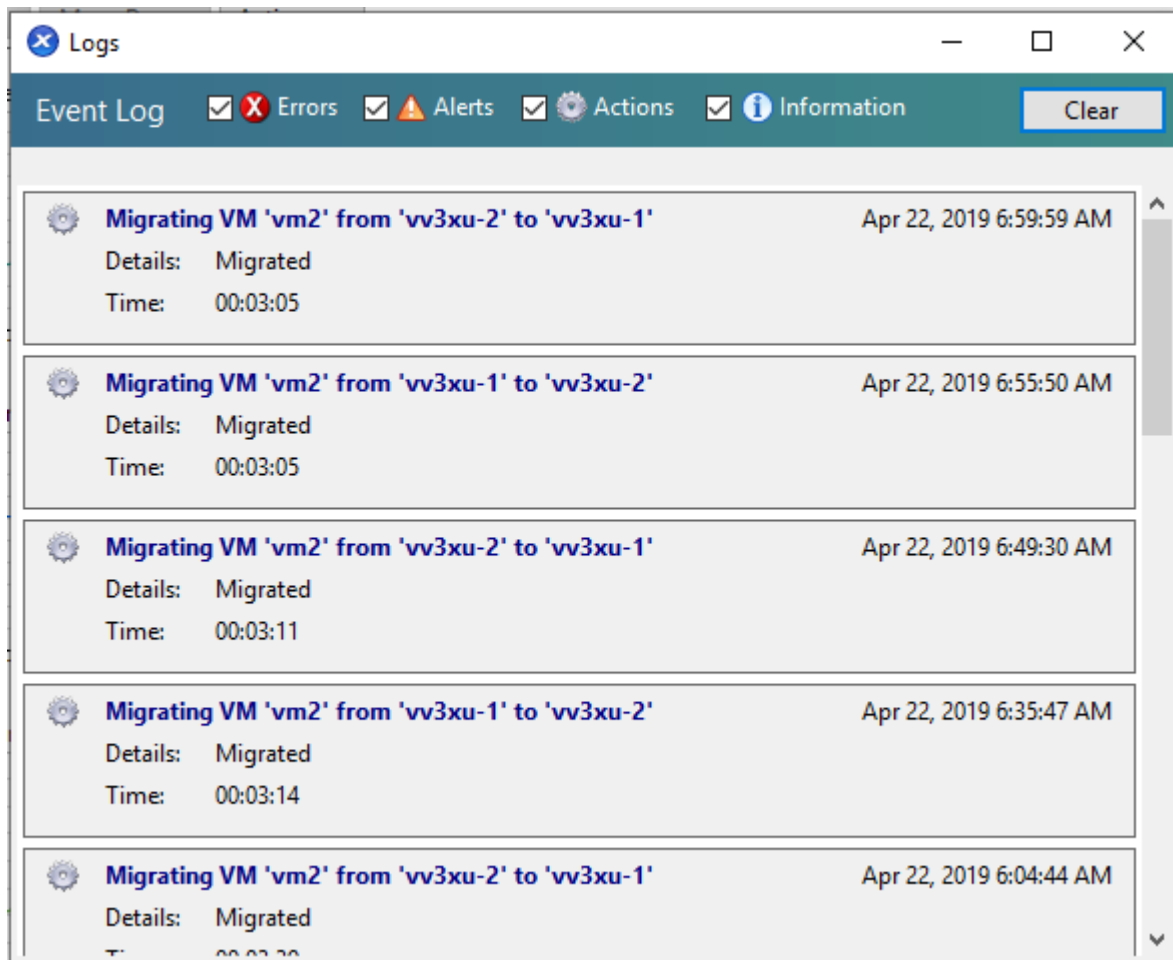 Logs
Event Log Errors Alerts Actions Information Clear
Migrating VM 'vm2' from 'vv3xu-2' to 'vv3xu-1' Apr 22, 2019 6:59:59 AM
Details: Migrated
Time: 00:03:05
Migrating VM 'vm2' from 'vv3xu-1' to 'vv3xu-2' Apr 22, 2019 6:55:50 AM
Details: Migrated
Time: 00:03:05
Migrating VM 'vm2' from 'vv3xu-2' to 'vv3xu-1' Apr 22, 2019 6:49:30 AM
Details: Migrated
Time: 00:03:11
Migrating VM 'vm2' from 'vv3xu-1' to 'vv3xu-2' Apr 22, 2019 6:35:47 AM
Details: Migrated
Time: 00:03:14
Migrating VM 'vm2' from 'vv3xu-2' to 'vv3xu-1' Apr 22, 2019 6:04:44 AM
Details: Migrated